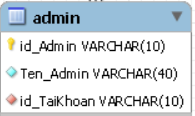 admin
id_Admin VARCHAR(10)
Ten_Admin VARCHAR(40)
id_TaiKhoan VARCHAR(10)